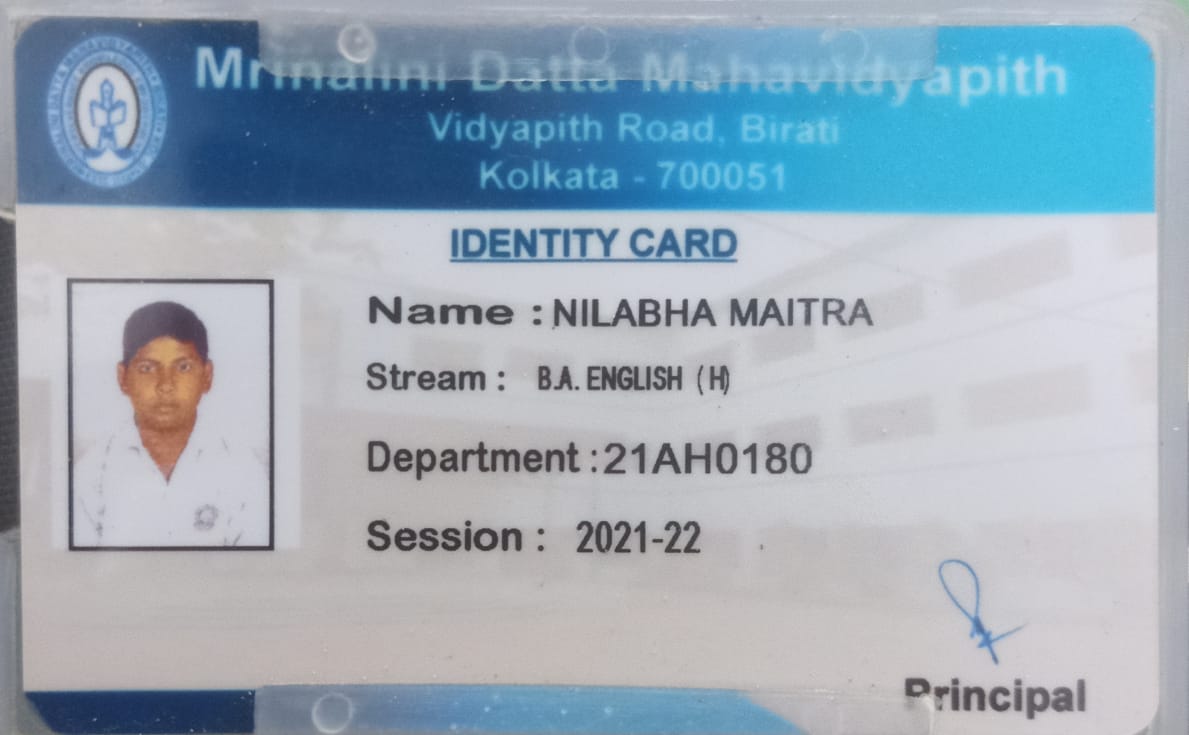 Mrinalini Datta Mahavidyapith
Vidyapith Road, Birati
Kolkata - 700051
IDENTITY CARD
Name : NILABHA MAITRA
Stream : B.A. ENGLISH (H)
Department : 21AH0180
Session : 2021-22
Principal